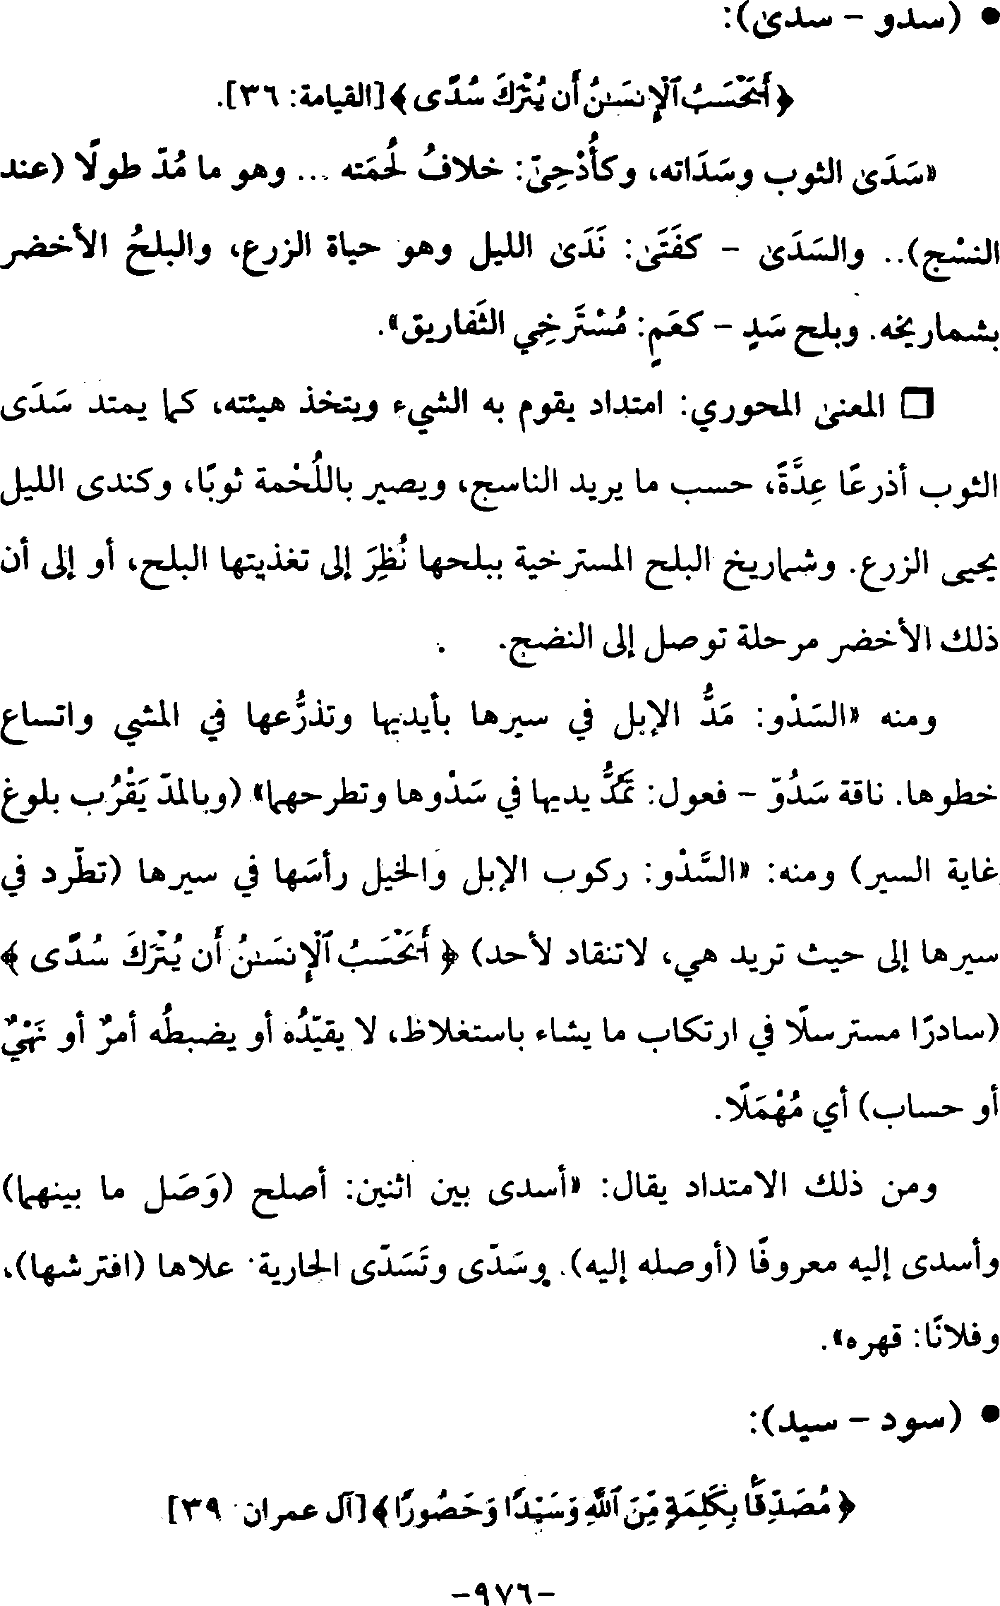 • (سدو - سدى):
﴿أَيَحْسَبُ ٱلْإِنسَـٰنُ أَن يُتْرَكَ سُدًى﴾ [القيامة: ٣٦].
«سَدَى الثوب وسَدَاته، وكأُدْحِىّ: خلافُ لُحمَته ... وهو ما مُدّ طولًا (عند
النسْج).. والسَدَى - كفَتَى: نَدَى الليل وهو حياة الزرع، والبلحُ الأخضر
بشماريخه. وبلح سَدٍ - كعَمٍ: مُسْتَرخِي الثَفاريق».
□ المعنى المحوري: امتداد يقوم به الشيء ويتخذ هيئته، كما يمتد سَدَى
الثوب أذرعًا عِدَّةً، حسب ما يريد الناسج، ويصير باللُحْمة ثوبًا، وكندى الليل
يحيى الزرع. وشماريخ البلح المسترخية ببلحها نُظِرَ إلى تغذيتها البلح، أو إلى أن
ذلك الأخضر مرحلة توصل إلى النضج.
ومنه «السَدْو: مَدُّ الإبل في سيرها بأيديها وتذرُّعها في المشي واتساع
خطوها. ناقة سَدُوّ - فعول: تَمُدُّ يديها في سَدْوها وتطرحهما» (وبالمدّ يَقْرُب بلوغ
غاية السير) ومنه: «السَّدْو: ركوب الإبل والخيل رأسَها في سيرها (تطّرد في
سيرها إلى حيث تريد هي، لاتنقاد لأحد) ﴿أَيَحْسَبُ ٱلْإِنسَـٰنُ أَن يُتْرَكَ سُدًى﴾
(سادرًا مسترسلًا في ارتكاب ما يشاء باستغلاظ، لا يقيّدُه أو يضبطُه أمرٌ أو نَهْيٌ
أو حساب) أي مُهْمَلًا.
ومن ذلك الامتداد يقال: «أسدى بين اثنين: أصلح (وَصَل ما بينهما)
وأسدى إليه معروفًا (أوصله إليه). وسَدّى وتَسَدّى الجارية: علاها (افترشها)،
وفلانًا: قهره».
• (سود - سيد):
﴿مُصَدِّقًا بِكَلِمَةٍ مِّنَ ٱللَّهِ وَسَيِّدًا وَحَصُورًا﴾ [آل عمران ٣٩]
-٩٧٦-